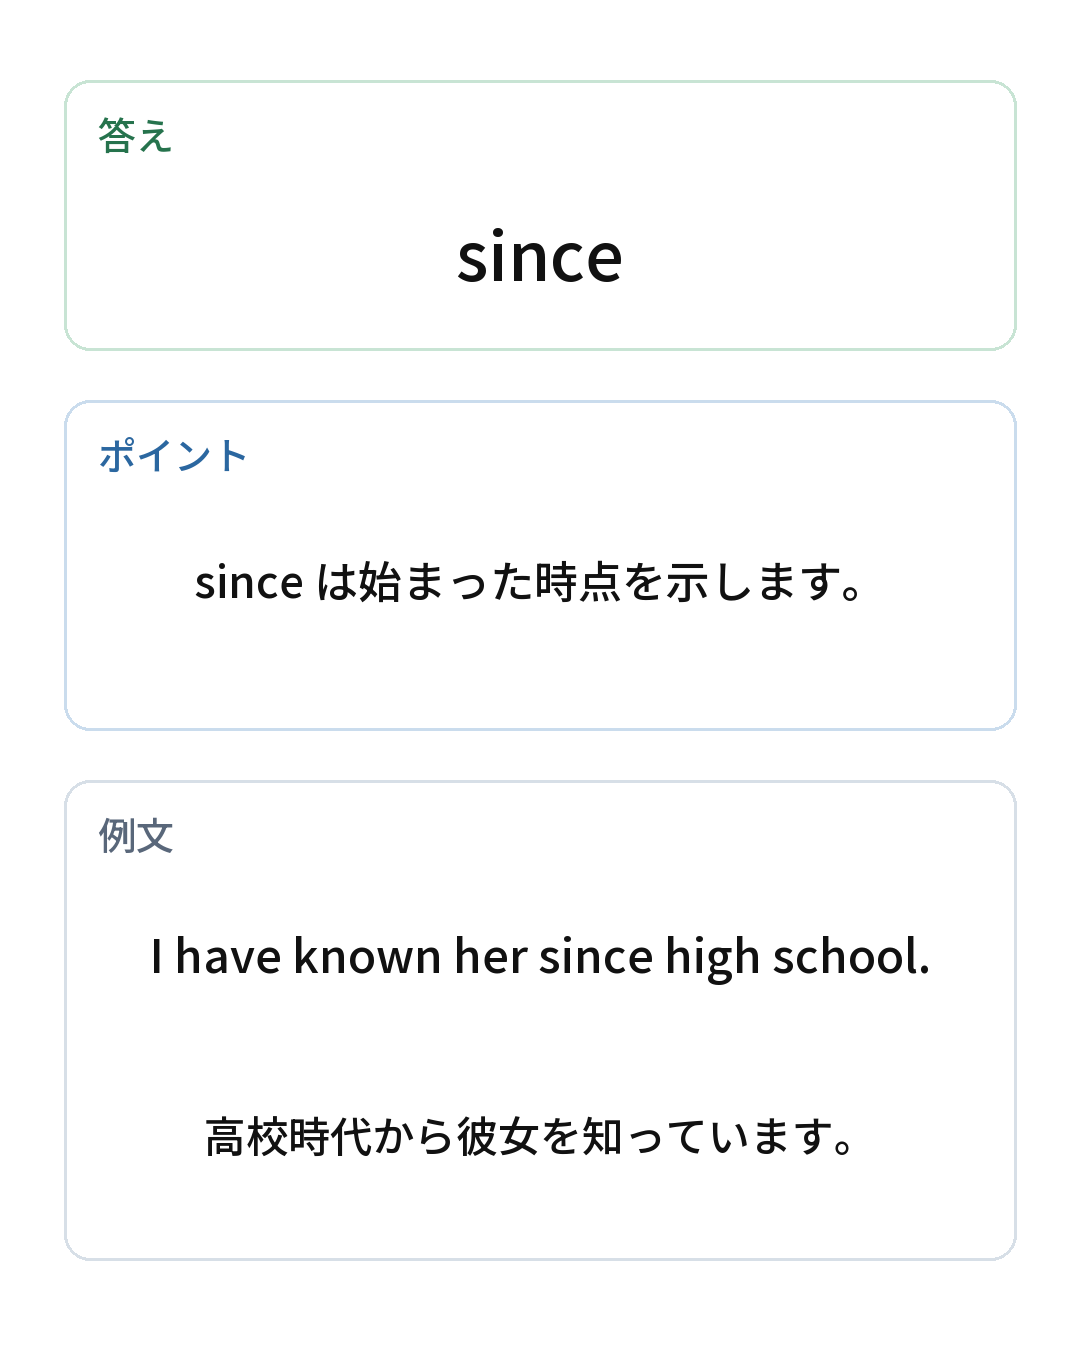 答え
since
ポイント
since は始まった時点を示します。
例文
I have known her since high school.
高校時代から彼女を知っています。